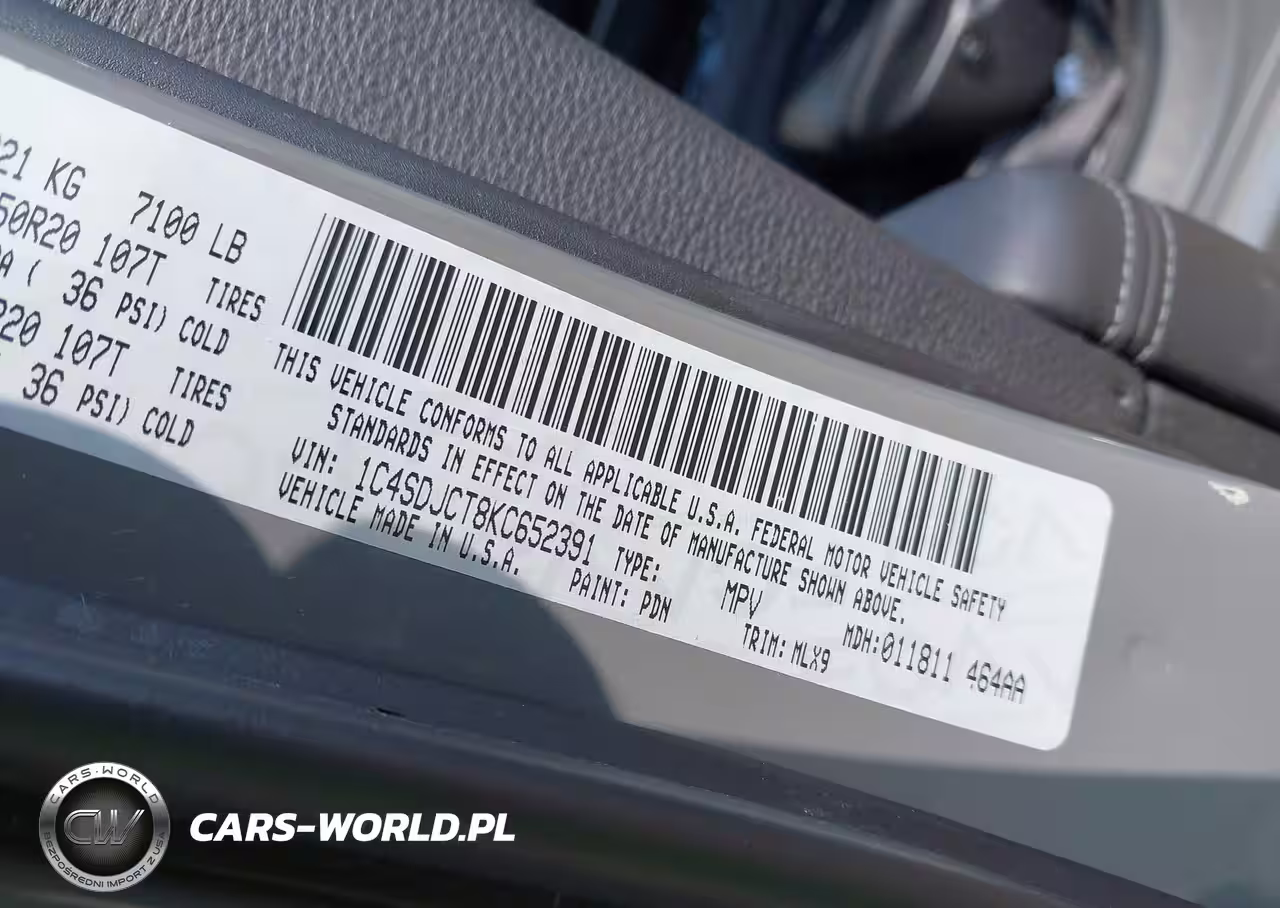 21 KG 7100 LB
50R20 107T TIRES
( 36 PSI) COLD
R20 107T TIRES
36 PSI) COLD
THIS VEHICLE CONFORMS TO ALL APPLICABLE U.S.A. FEDERAL MOTOR VEHICLE SAFETY
STANDARDS IN EFFECT ON THE DATE OF MANUFACTURE SHOWN ABOVE.
VIN: 1C4SDJCT8KC652391 TYPE: MPV MDH:011811 464AA
VEHICLE MADE IN U.S.A. PAINT: PDN TRIM: MLX9
CARS-WORLD
CW
BEZPOŚREDNI IMPORT Z USA
CARS-WORLD.PL